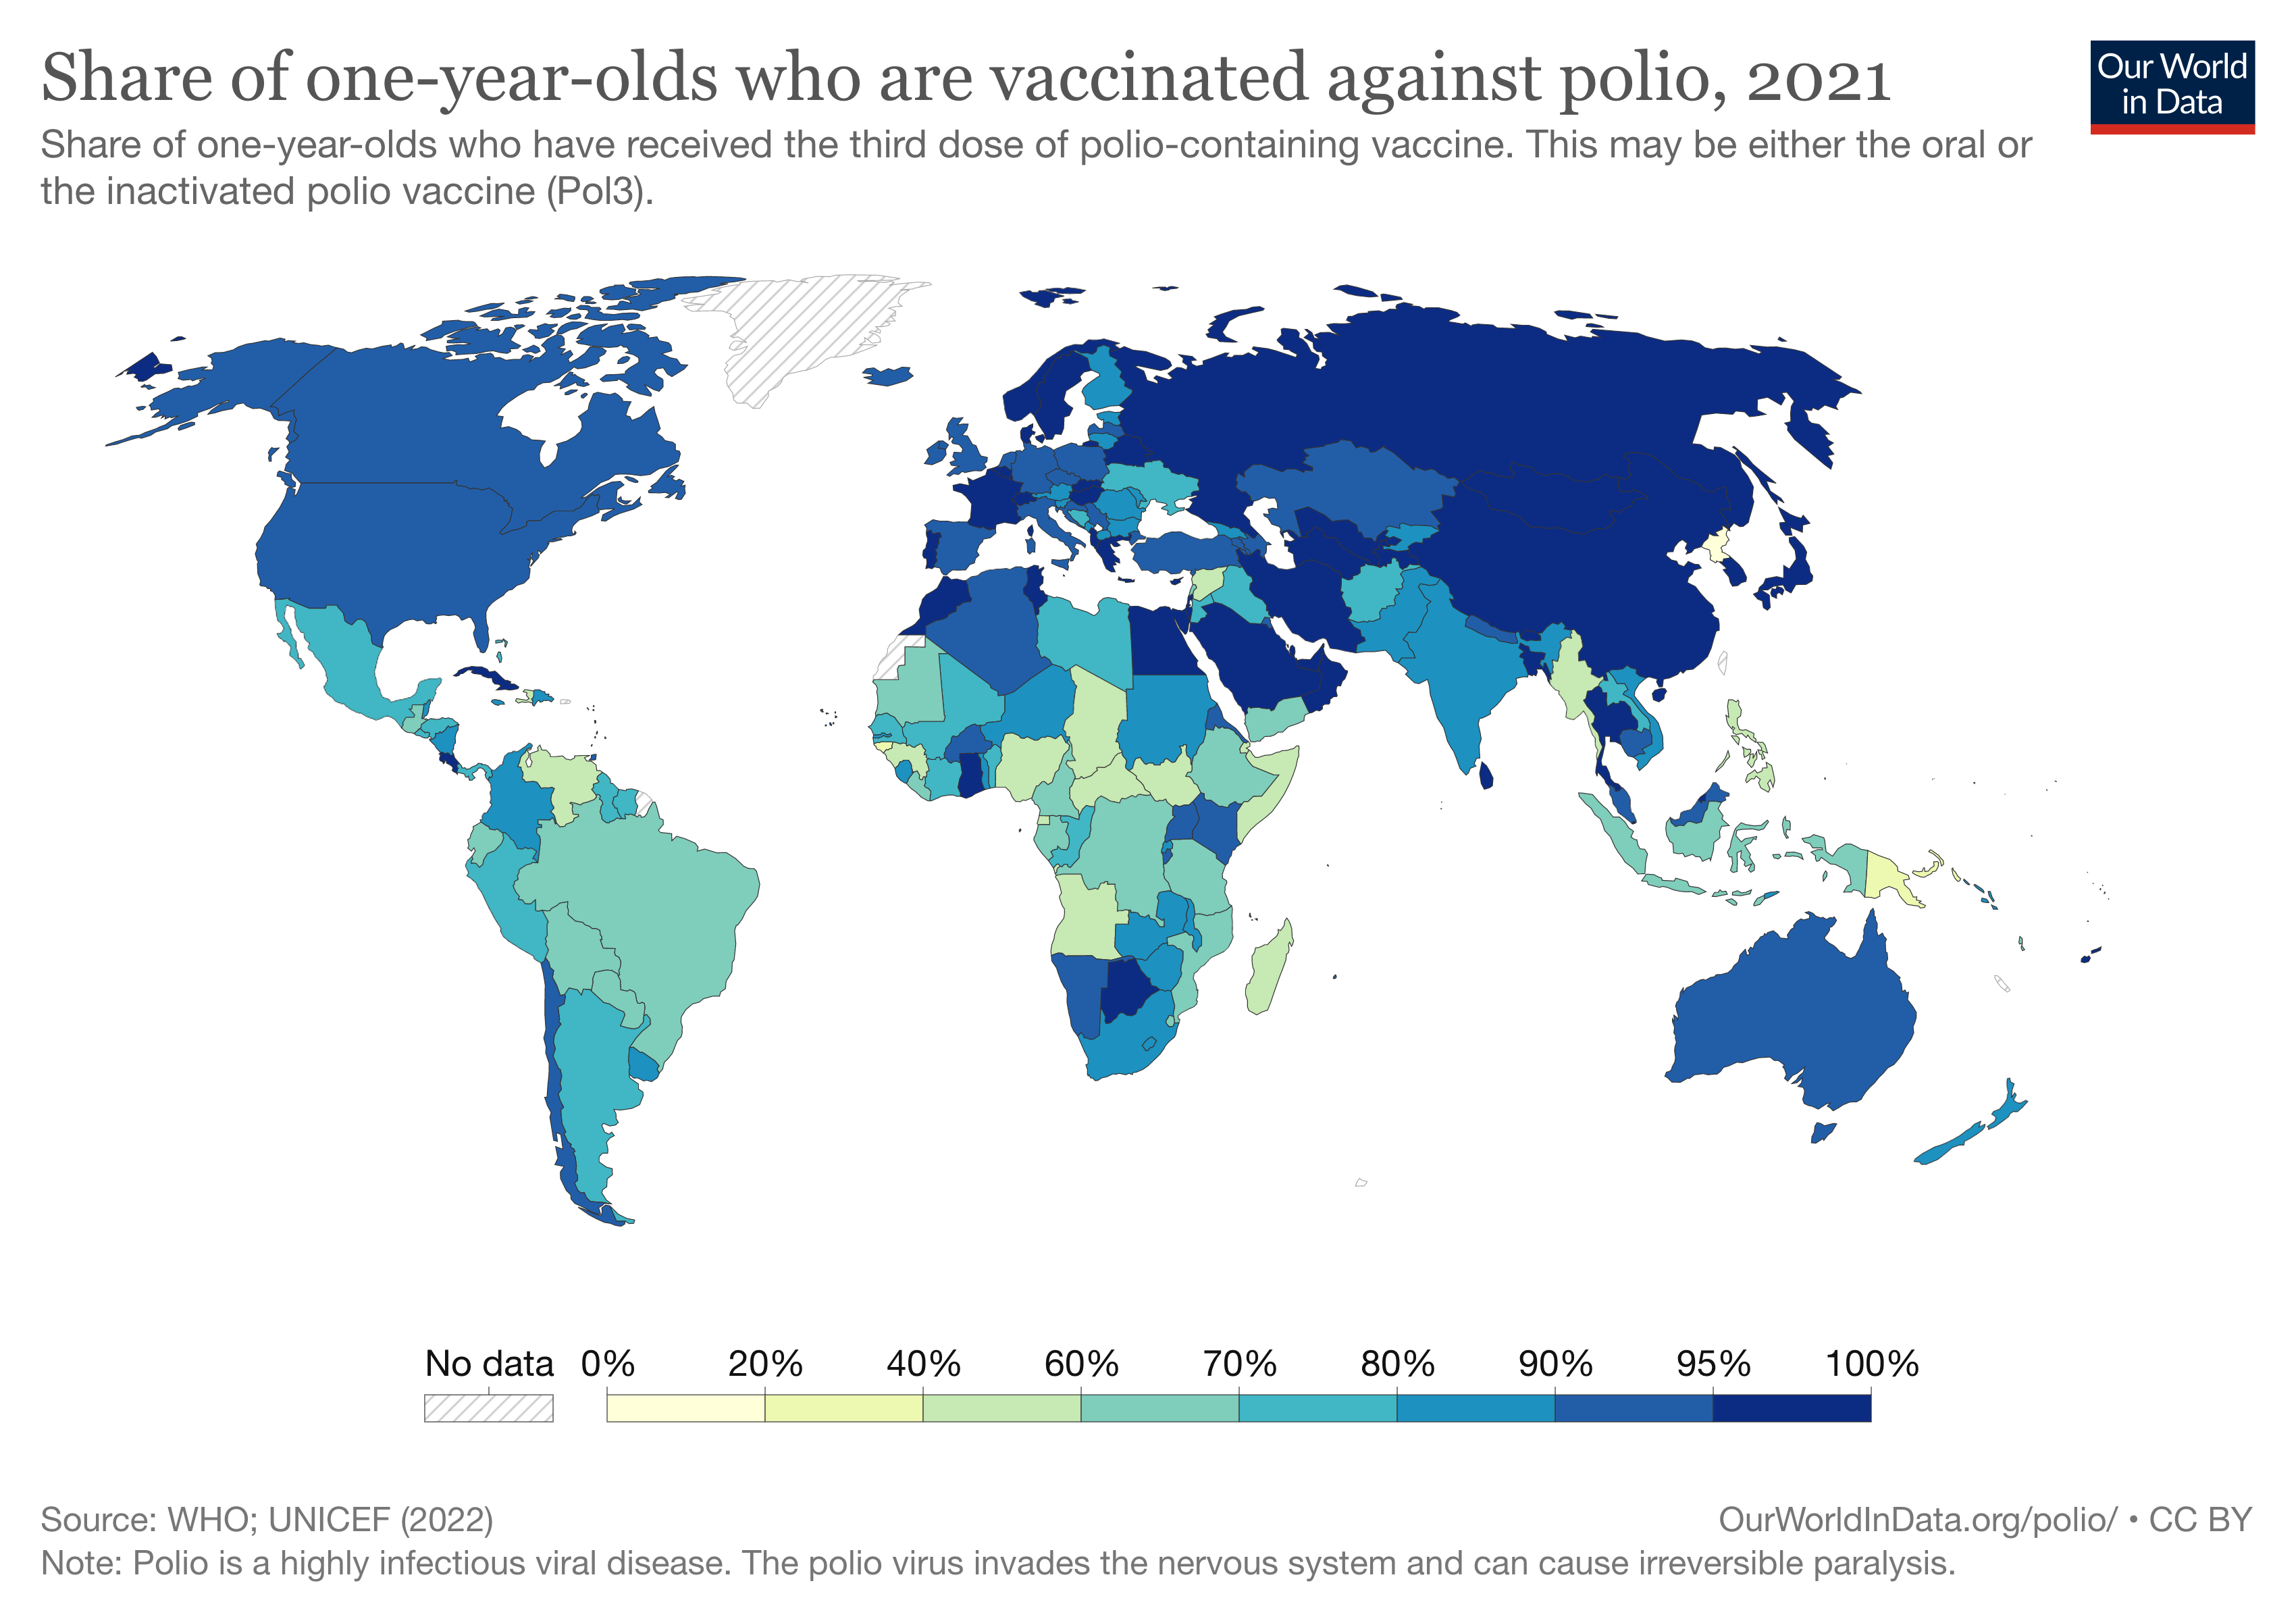 Share of one-year-olds who are vaccinated against polio, 2021
Our World
in Data
Share of one-year-olds who have received the third dose of polio-containing vaccine. This may be either the oral or
the inactivated polio vaccine (Pol3).
No data 0% 20% 40% 60% 70% 80% 90% 95% 100%
Source: WHO; UNICEF (2022)
OurWorldInData.org/polio/ • CC BY
Note: Polio is a highly infectious viral disease. The polio virus invades the nervous system and can cause irreversible paralysis.